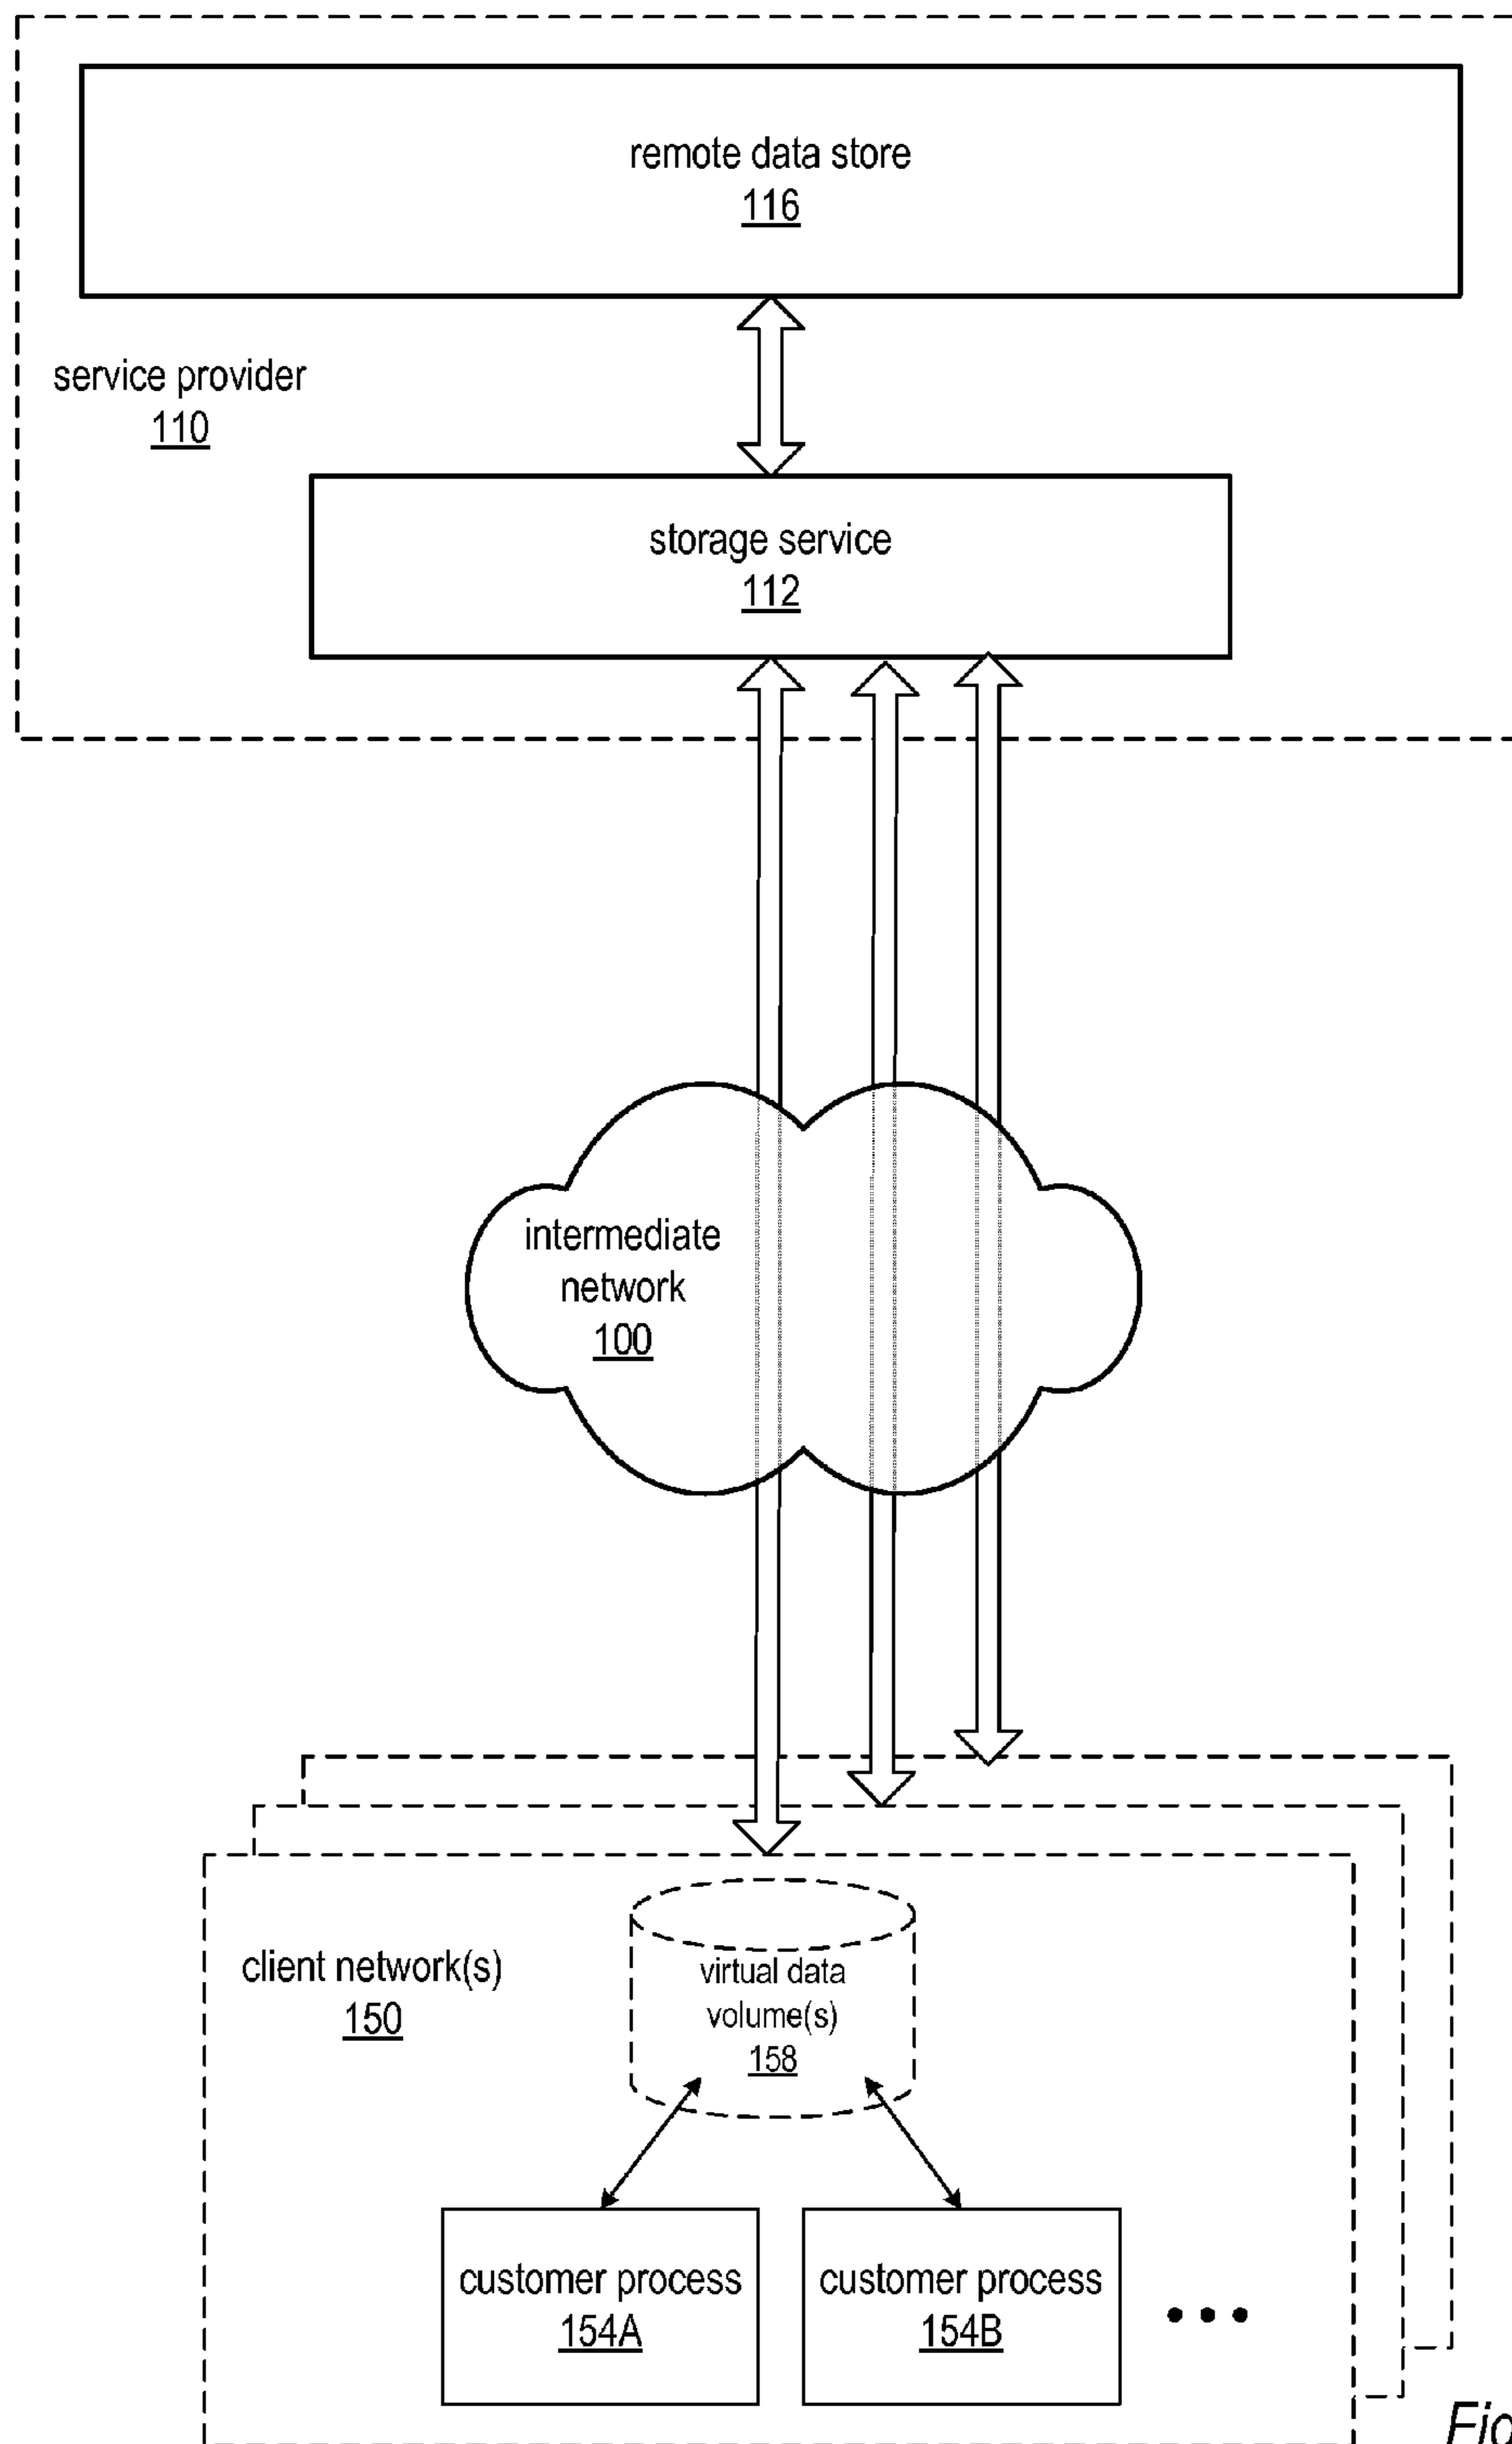 remote data store
116
service provider
110
storage service
112
intermediate
network
100
client network(s)
150
virtual data
volume(s)
158
customer process
154A
customer process
154B